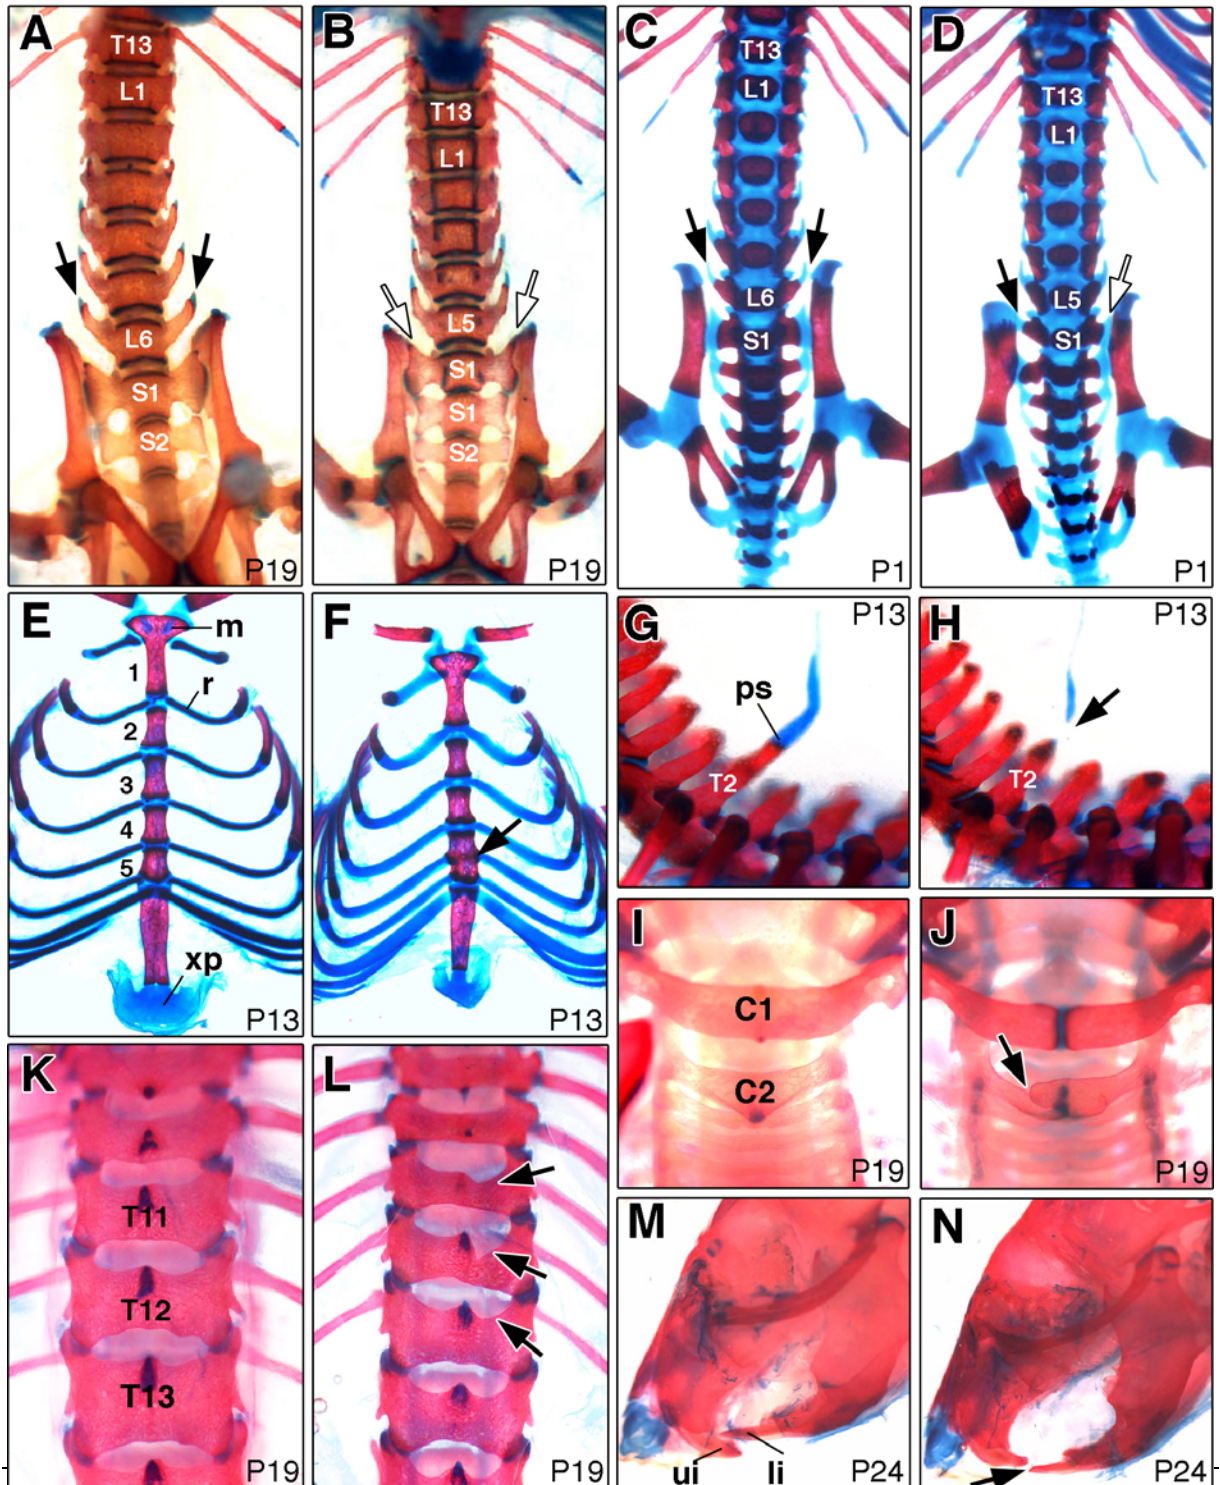 A
T13
L1
L6
S1
S2
P19
B
T13
L1
L5
S1
S1
S2
P19
C
T13
L1
L6
S1
P1
D
T13
L1
L5
S1
P1
E
m
1
r
2
3
4
5
xp
P13
F
P13
G
P13
ps
T2
H
P13
T2
I
C1
C2
P19
J
P19
K
T11
T12
T13
P19
L
P19
M
ui
li
P24
N
P24